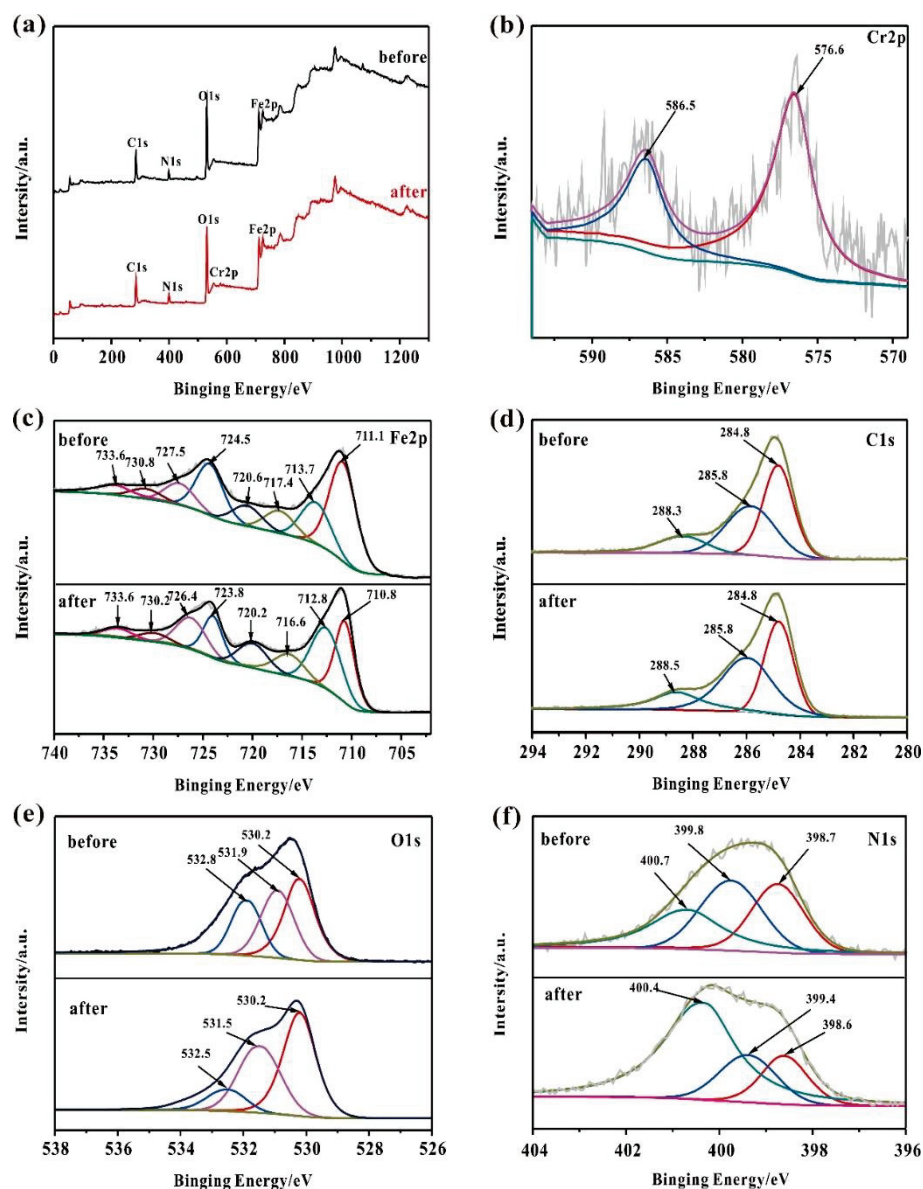 (a)
before
O1s
Fe2p
C1s
N1s
after
O1s
Fe2p
C1s
N1s
Cr2p
Intersity/a.u.
0 200 400 600 800 1000 1200
Binging Energy/eV
(b)
Cr2p
576.6
586.5
Intersity/a.u.
590 585 580 575 570
Binging Energy/eV
(c)
before
Fe2p
733.6
730.8
727.5
724.5
720.6
717.4
713.7
711.1
after
733.6
730.2
726.4
723.8
720.2
716.6
712.8
710.8
Intersity/a.u.
740 735 730 725 720 715 710 705
Binging Energy/eV
(d)
before
C1s
284.8
285.8
288.3
after
284.8
285.8
288.5
Intersity/a.u.
294 292 290 288 286 284 282 280
Binging Energy/eV
(e)
before
O1s
532.8
531.9
530.2
after
532.5
531.5
530.2
Intersity/a.u.
538 536 534 532 530 528 526
Binging Energy/eV
(f)
before
N1s
400.7
399.8
398.7
after
400.4
399.4
398.6
Intersity/a.u.
404 402 400 398 396
Binging Energy/eV